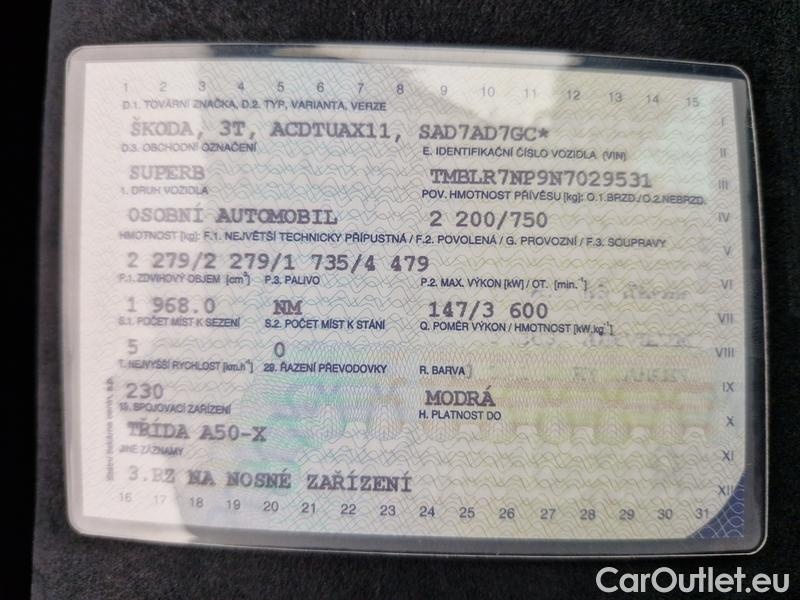 1 2 3 4 5 6 7 8 9 10 11 12 13 14 15
D.1. TOVÁRNÍ ZNAČKA, D.2. TYP, VARIANTA, VERZE
I
ŠKODA, 3T, ACDTUAX11, SAD7AD7GC*
D.3. OBCHODNÍ OZNAČENÍ E. IDENTIFIKAČNÍ ČÍSLO VOZIDLA (VIN)
II
SUPERB TMBLR7NP9N7029531
III
1. DRUH VOZIDLA POV. HMOTNOST PŘÍVĚSU [kg]: O.1.BRZD./O.2.NEBRZD.
OSOBNÍ AUTOMOBIL 2 200/750
IV
HMOTNOST [kg]: F.1. NEJVĚTŠÍ TECHNICKY PŘÍPUSTNÁ / F.2. POVOLENÁ / G. PROVOZNÍ / F.3. SOUPRAVY
V
2 279/2 279/1 735/4 479
P.1. ZDVIHOVÝ OBJEM [cm³] P.3. PALIVO P.2. MAX. VÝKON [kW] / OT. [min.⁻¹]
VI
1 968.0 NM 147/3 600
VII
S.1. POČET MÍST K SEZENÍ S.2. POČET MÍST K STÁNÍ Q. POMĚR VÝKON / HMOTNOST [kW.kg⁻¹]
5 0
VIII
T. NEJVYŠŠÍ RYCHLOST [km.h⁻¹] 29. ŘAZENÍ PŘEVODOVKY R. BARVA
230 MODRÁ
IX
19. SPOJOVACÍ ZAŘÍZENÍ H. PLATNOST DO
X
TŘÍDA A50-X
JINÉ ZÁZNAMY
XI
3.RZ NA NOSNÉ ZAŘÍZENÍ
XII
16 17 18 19 20 21 22 23 24 25 26 27 28 29 30 31
CarOutlet.eu